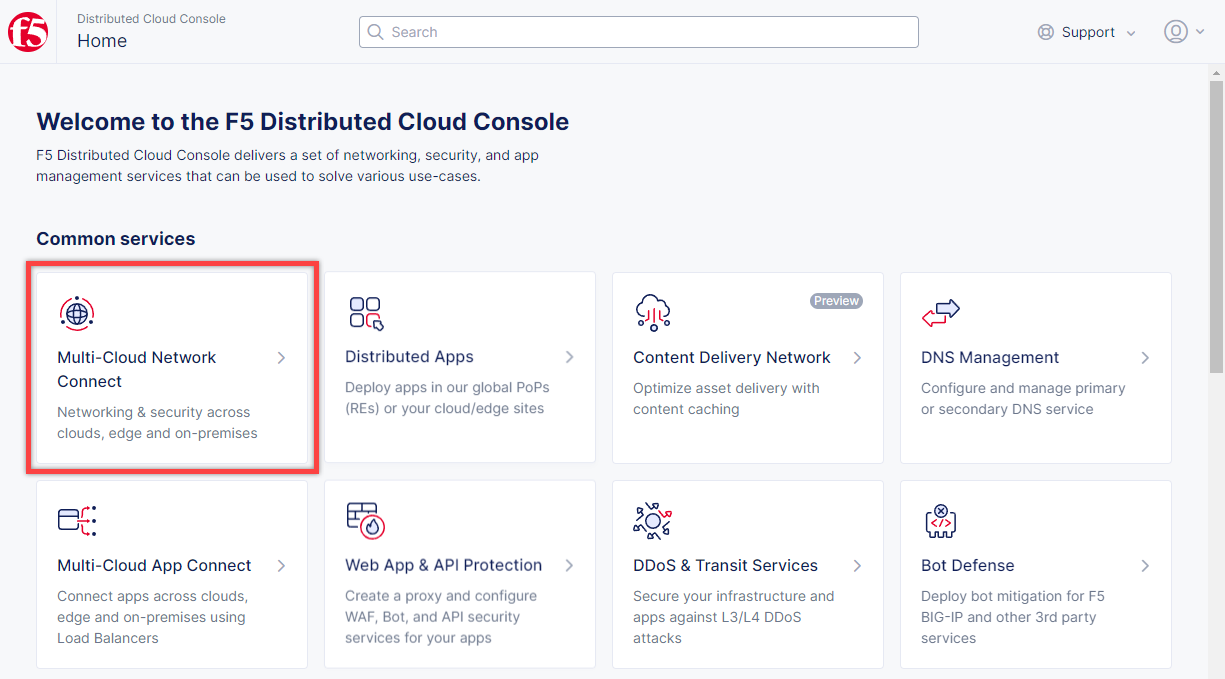 f5
Distributed Cloud Console
Home
Search
Support
Welcome to the F5 Distributed Cloud Console
F5 Distributed Cloud Console delivers a set of networking, security, and app
management services that can be used to solve various use-cases.
Common services
Multi-Cloud Network
Connect
Networking & security across
clouds, edge and on-premises
Distributed Apps
Deploy apps in our global PoPs
(REs) or your cloud/edge sites
Preview
Content Delivery Network
Optimize asset delivery with
content caching
DNS Management
Configure and manage primary
or secondary DNS service
Multi-Cloud App Connect
Connect apps across clouds,
edge and on-premises using
Load Balancers
Web App & API Protection
Create a proxy and configure
WAF, Bot, and API security
services for your apps
DDoS & Transit Services
Secure your infrastructure and
apps against L3/L4 DDoS
attacks
Bot Defense
Deploy bot mitigation for F5
BIG-IP and other 3rd party
services